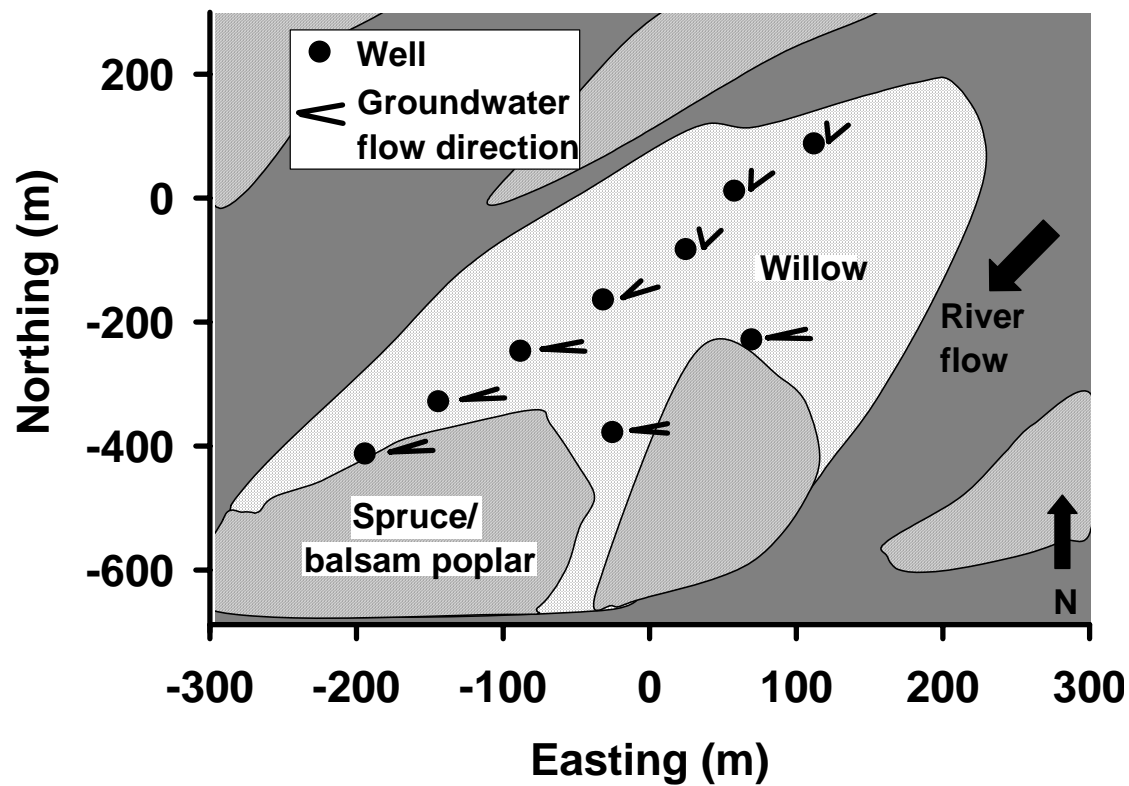 Well
Groundwater
flow direction
Northing (m)
200
0
-200
-400
-600
Willow
River
flow
Spruce/
balsam poplar
N
-300 -200 -100 0 100 200 300
Easting (m)